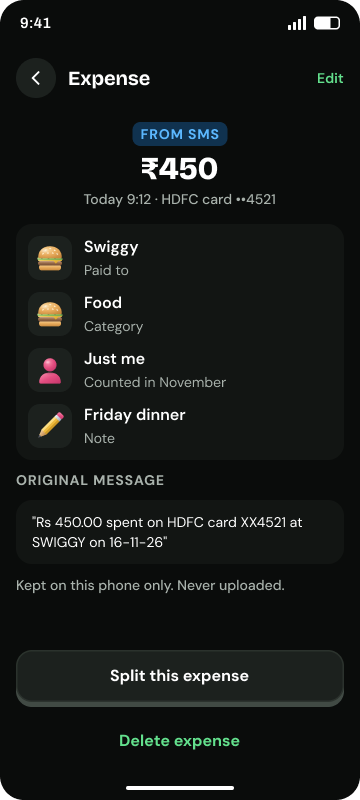 9:41
Expense
Edit
FROM SMS
₹450
Today 9:12 · HDFC card ••4521
Swiggy
Paid to
Food
Category
Just me
Counted in November
Friday dinner
Note
ORIGINAL MESSAGE
"Rs 450.00 spent on HDFC card XX4521 at
SWIGGY on 16-11-26"
Kept on this phone only. Never uploaded.
Split this expense
Delete expense